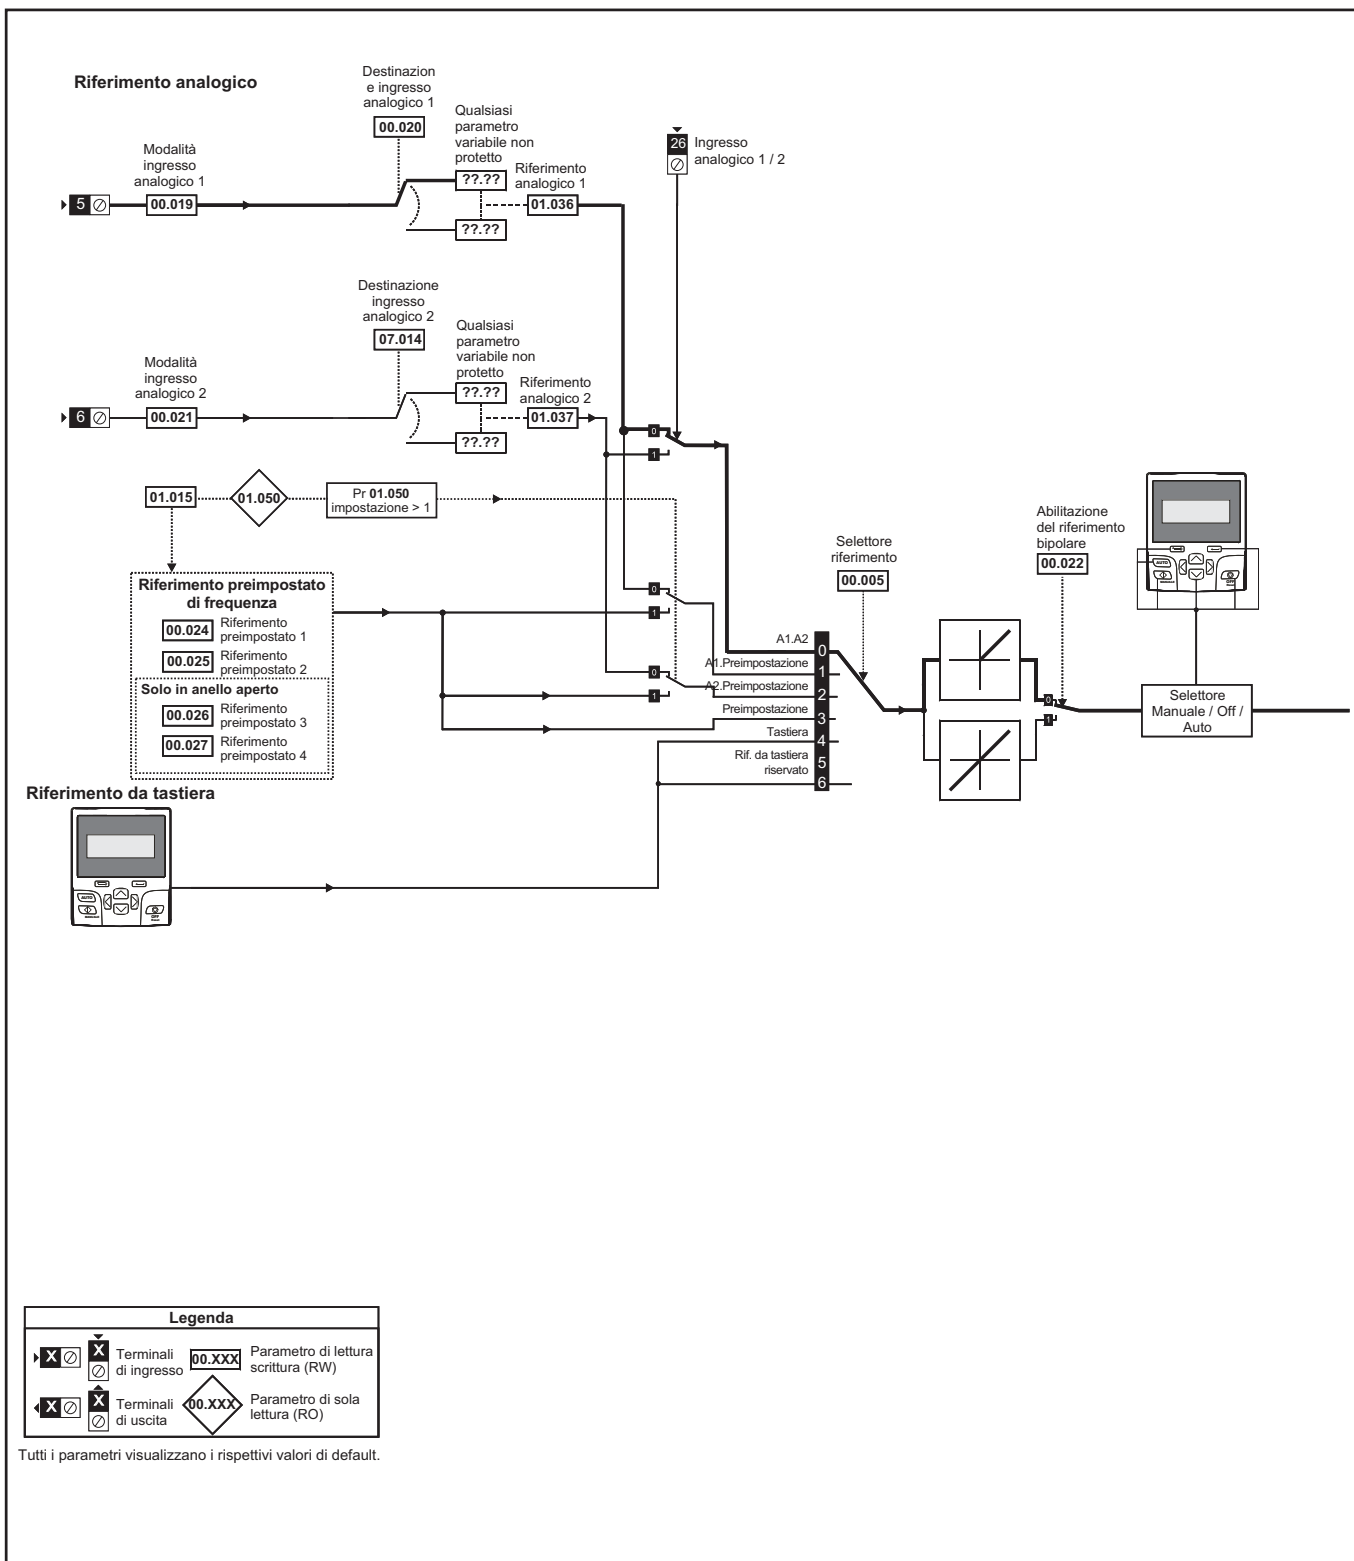 Riferimento analogico
Destinazion
e ingresso
analogico 1
00.020
Qualsiasi
parametro
variabile non
protetto
??.??
??.??
Modalità
ingresso
analogico 1
5
00.019
Riferimento
analogico 1
01.036
26
Ingresso
analogico 1 / 2
Destinazione
ingresso
analogico 2
07.014
Qualsiasi
parametro
variabile non
protetto
??.??
??.??
Modalità
ingresso
analogico 2
6
00.021
Riferimento
analogico 2
01.037
0
1
01.015
01.050
Pr 01.050
impostazione > 1
Riferimento preimpostato
di frequenza
00.024
Riferimento
preimpostato 1
00.025
Riferimento
preimpostato 2
Solo in anello aperto
00.026
Riferimento
preimpostato 3
00.027
Riferimento
preimpostato 4
0
1
0
1
A1.A2
0
A1.Preimpostazione
1
A2.Preimpostazione
2
Preimpostazione
3
Tastiera
4
Rif. da tastiera
riservato
5
6
Selettore
riferimento
00.005
Abilitazione
del riferimento
bipolare
00.022
0
1
AUTO
OFF
Selettore
Manuale / Off /
Auto
Riferimento da tastiera
AUTO
OFF
Legenda
X
X
Terminali
di ingresso
00.XXX
Parametro di lettura
scrittura (RW)
X
X
Terminali
di uscita
00.XXX
Parametro di sola
lettura (RO)
Tutti i parametri visualizzano i rispettivi valori di default.